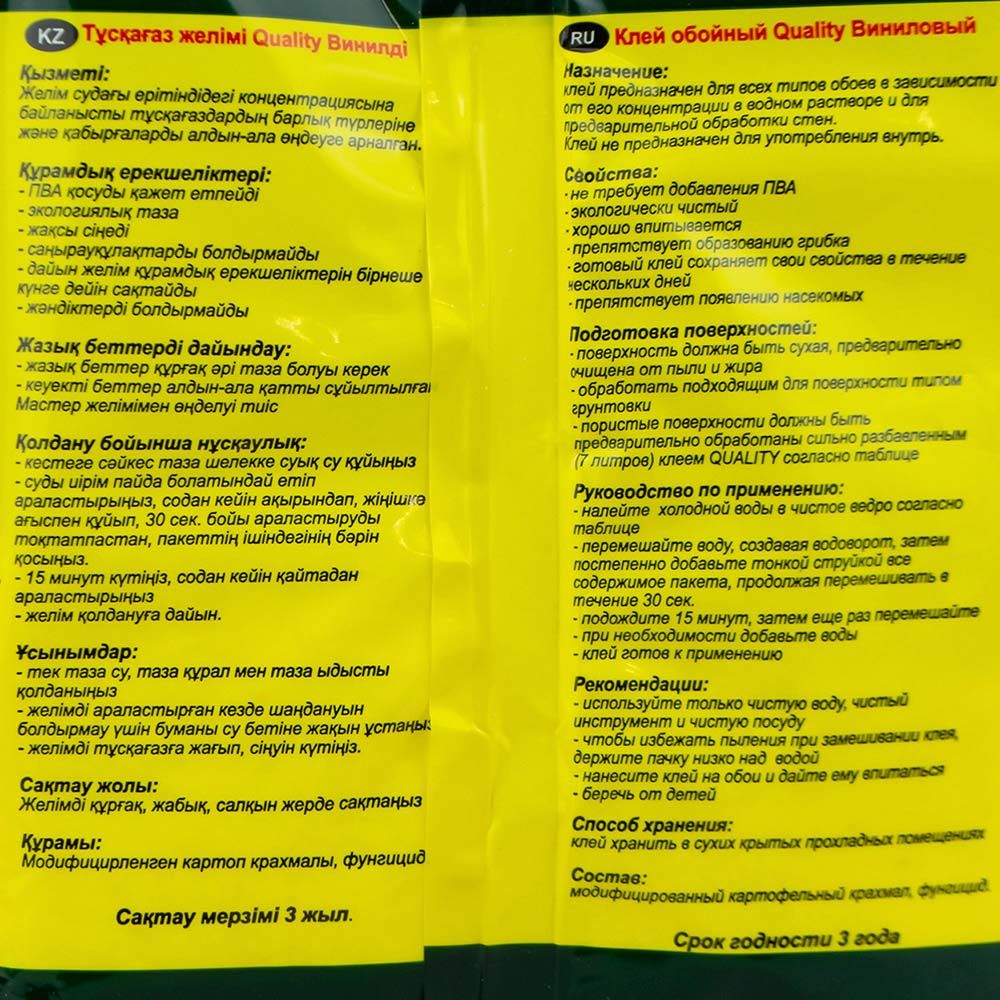 KZ Тұсқағаз желімі Quality Винилді
Қызметі:
Желім судағы ерітіндідегі концентрациясына
байланысты тұсқағаздардың барлық түрлеріне
және қабырғаларды алдын-ала өңдеуге арналған.
Құрамдық ерекшеліктері:
- ПВА қосуды қажет етпейді
- экологиялық таза
- жақсы сіңеді
- саңырауқұлақтарды болдырмайды
- дайын желім құрамдық ерекшеліктерін бірнеше
күнге дейін сақтайды
- жәндіктерді болдырмайды
Жазық беттерді дайындау:
- жазық беттер құрғақ әрі таза болуы керек
- кеуекті беттер алдын-ала қатты сұйылтылған
Мастер желімімен өңделуі тиіс
Қолдану бойынша нұсқаулық:
- кестеге сәйкес таза шелекке суық су құйыңыз
- суды иірім пайда болатындай етіп
араластырыңыз, содан кейін ақырындап, жіңішке
ағыспен құйып, 30 сек. бойы араластыруды
тоқтатпастан, пакеттің ішіндегінің бәрін
қосыңыз.
- 15 минут күтіңіз, содан кейін қайтадан
араластырыңыз
- желім қолдануға дайын.
Ұсынымдар:
- тек таза су, таза құрал мен таза ыдысты
қолданыңыз
- желімді араластырған кезде шаңдануын
болдырмау үшін буманы су бетіне жақын ұстаңыз
- желімді тұсқағазға жағып, сіңуін күтіңіз.
Сақтау жолы:
Желімді құрғақ, жабық, салқын жерде сақтаңыз
Құрамы:
Модифицирленген картоп крахмалы, фунгицид
Сақтау мерзімі 3 жыл.
RU Клей обойный Quality Виниловый
Назначение:
клей предназначен для всех типов обоев в зависимости
от его концентрации в водном растворе и для
предварительной обработки стен.
Клей не предназначен для употребления внутрь.
Свойства:
- не требует добавления ПВА
- экологически чистый
- хорошо впитывается
- препятствует образованию грибка
- готовый клей сохраняет свои свойства в течение
нескольких дней
- препятствует появлению насекомых
Подготовка поверхностей:
- поверхность должна быть сухая, предварительно
очищена от пыли и жира
- обработать подходящим для поверхности типом
грунтовки
- пористые поверхности должны быть
предварительно обработаны сильно разбавленным
(7 литров) клеем QUALITY согласно таблице
Руководство по применению:
- налейте холодной воды в чистое ведро согласно
таблице
- перемешайте воду, создавая водоворот, затем
постепенно добавьте тонкой струйкой все
содержимое пакета, продолжая перемешивать в
течение 30 сек.
- подождите 15 минут, затем еще раз перемешайте
- при необходимости добавьте воды
- клей готов к применению
Рекомендации:
- используйте только чистую воду, чистый
инструмент и чистую посуду
- чтобы избежать пыления при замешивании клея,
держите пачку низко над водой
- нанесите клей на обои и дайте ему впитаться
- беречь от детей
Способ хранения:
клей хранить в сухих крытых прохладных помещениях
Состав:
модифицированный картофельный крахмал, фунгицид.
Срок годности 3 года